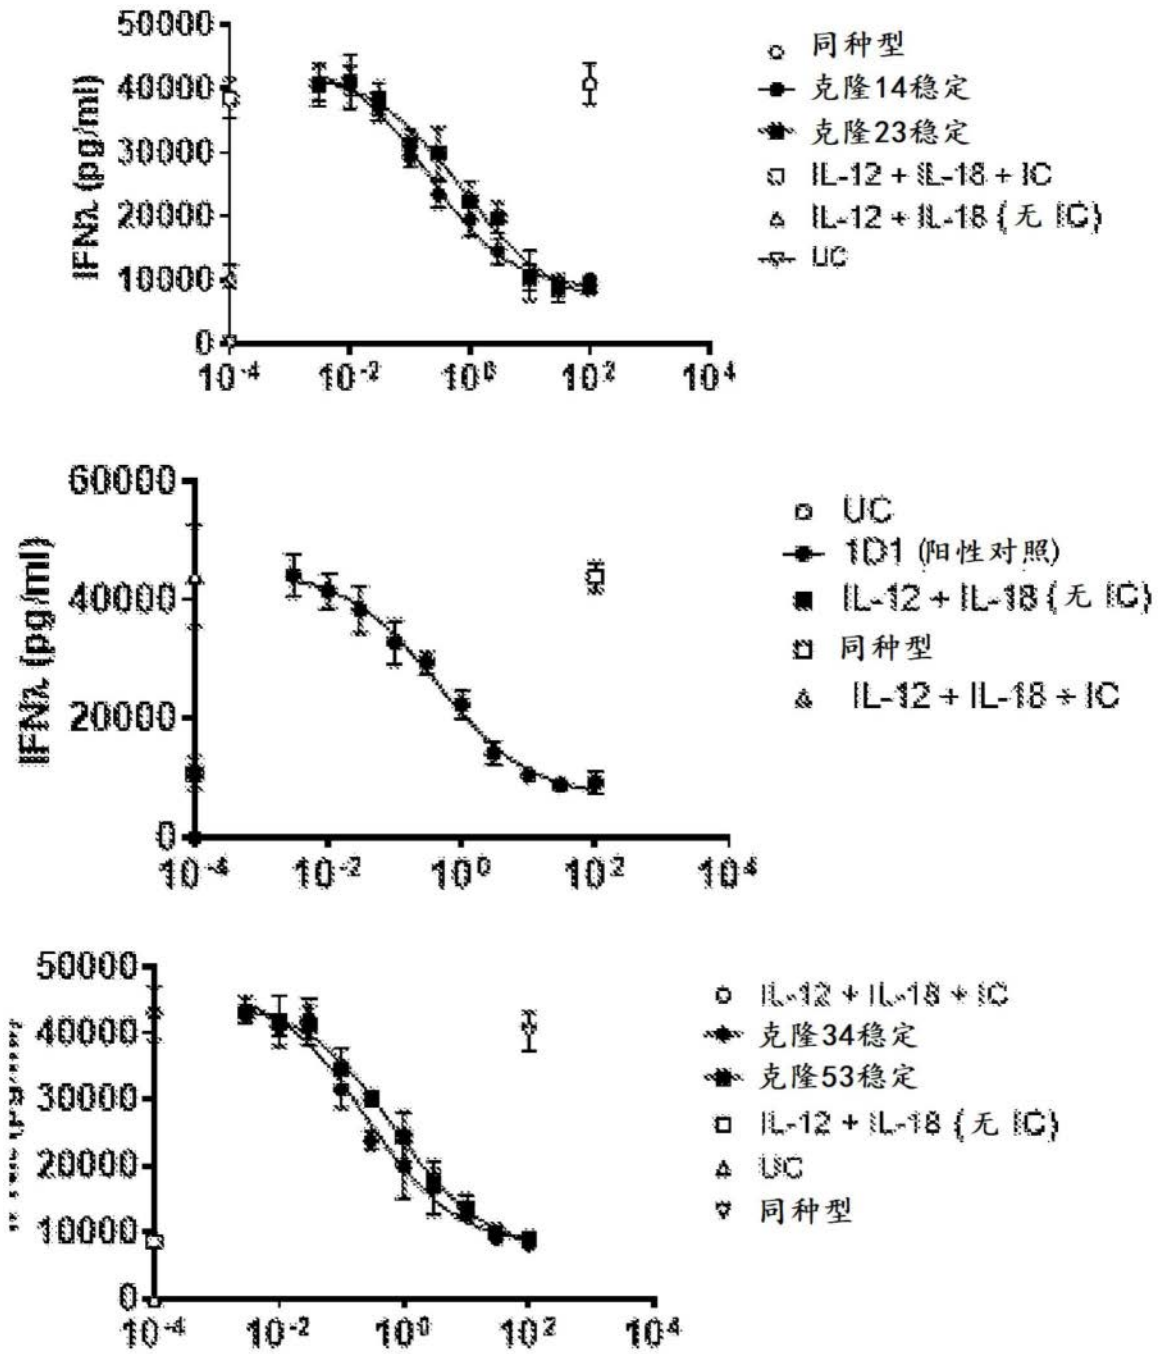 50000
40000
30000
20000
10000
0
IFNλ (pg/ml)
10-4 10-2 100 102 104
同种型
克隆14稳定
克隆23稳定
IL-12 + IL-18 + IC
IL-12 + IL-18 (无 IC)
UC
60000
40000
20000
0
IFNλ (pg/ml)
10-4 10-2 100 102 104
UC
1D1 (阳性对照)
IL-12 + IL-18 (无 IC)
同种型
IL-12 + IL-18 + IC
50000
40000
30000
20000
10000
0
10-4 10-2 100 102 104
IL-12 + IL-18 + IC
克隆34稳定
克隆53稳定
IL-12 + IL-18 (无 IC)
UC
同种型